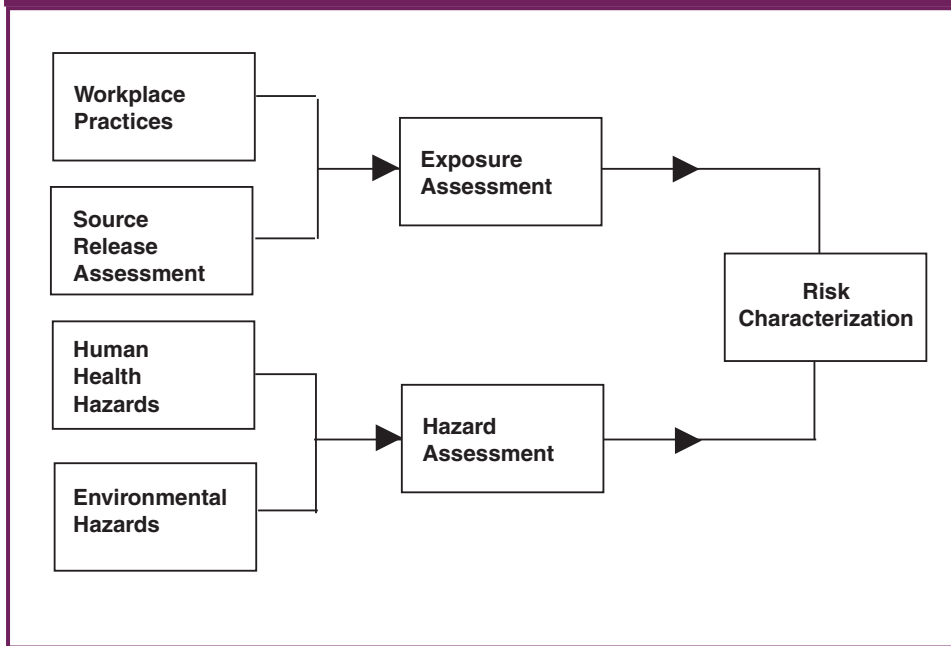 Workplace
Practices
Source
Release
Assessment
Human
Health
Hazards
Environmental
Hazards
Exposure
Assessment
Hazard
Assessment
Risk
Characterization